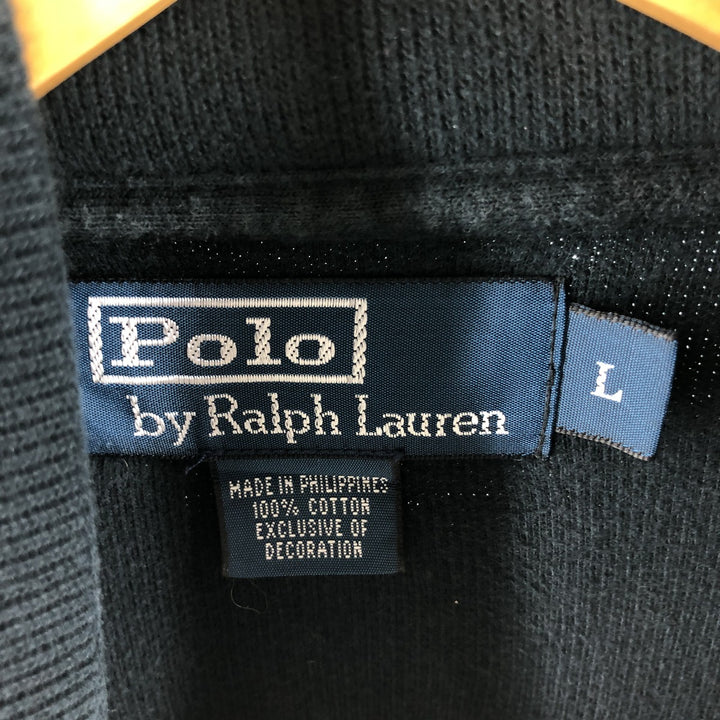 Polo
by Ralph Lauren
L
MADE IN PHILIPPINES
100% COTTON
EXCLUSIVE OF
DECORATION